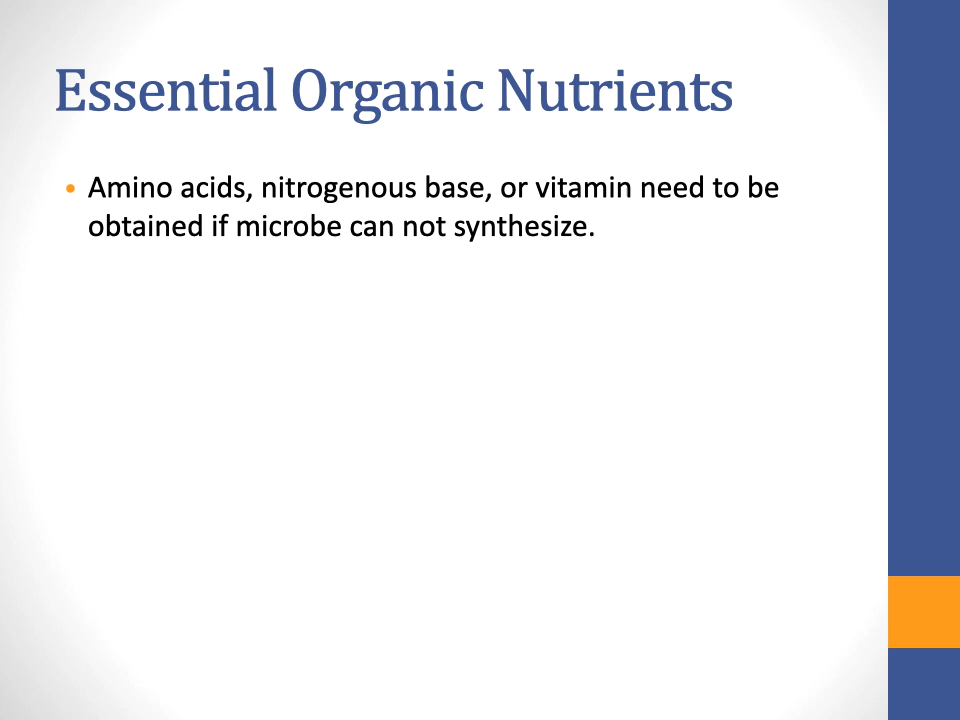 Essential Organic Nutrients
• Amino acids, nitrogenous base, or vitamin need to be
obtained if microbe can not synthesize.